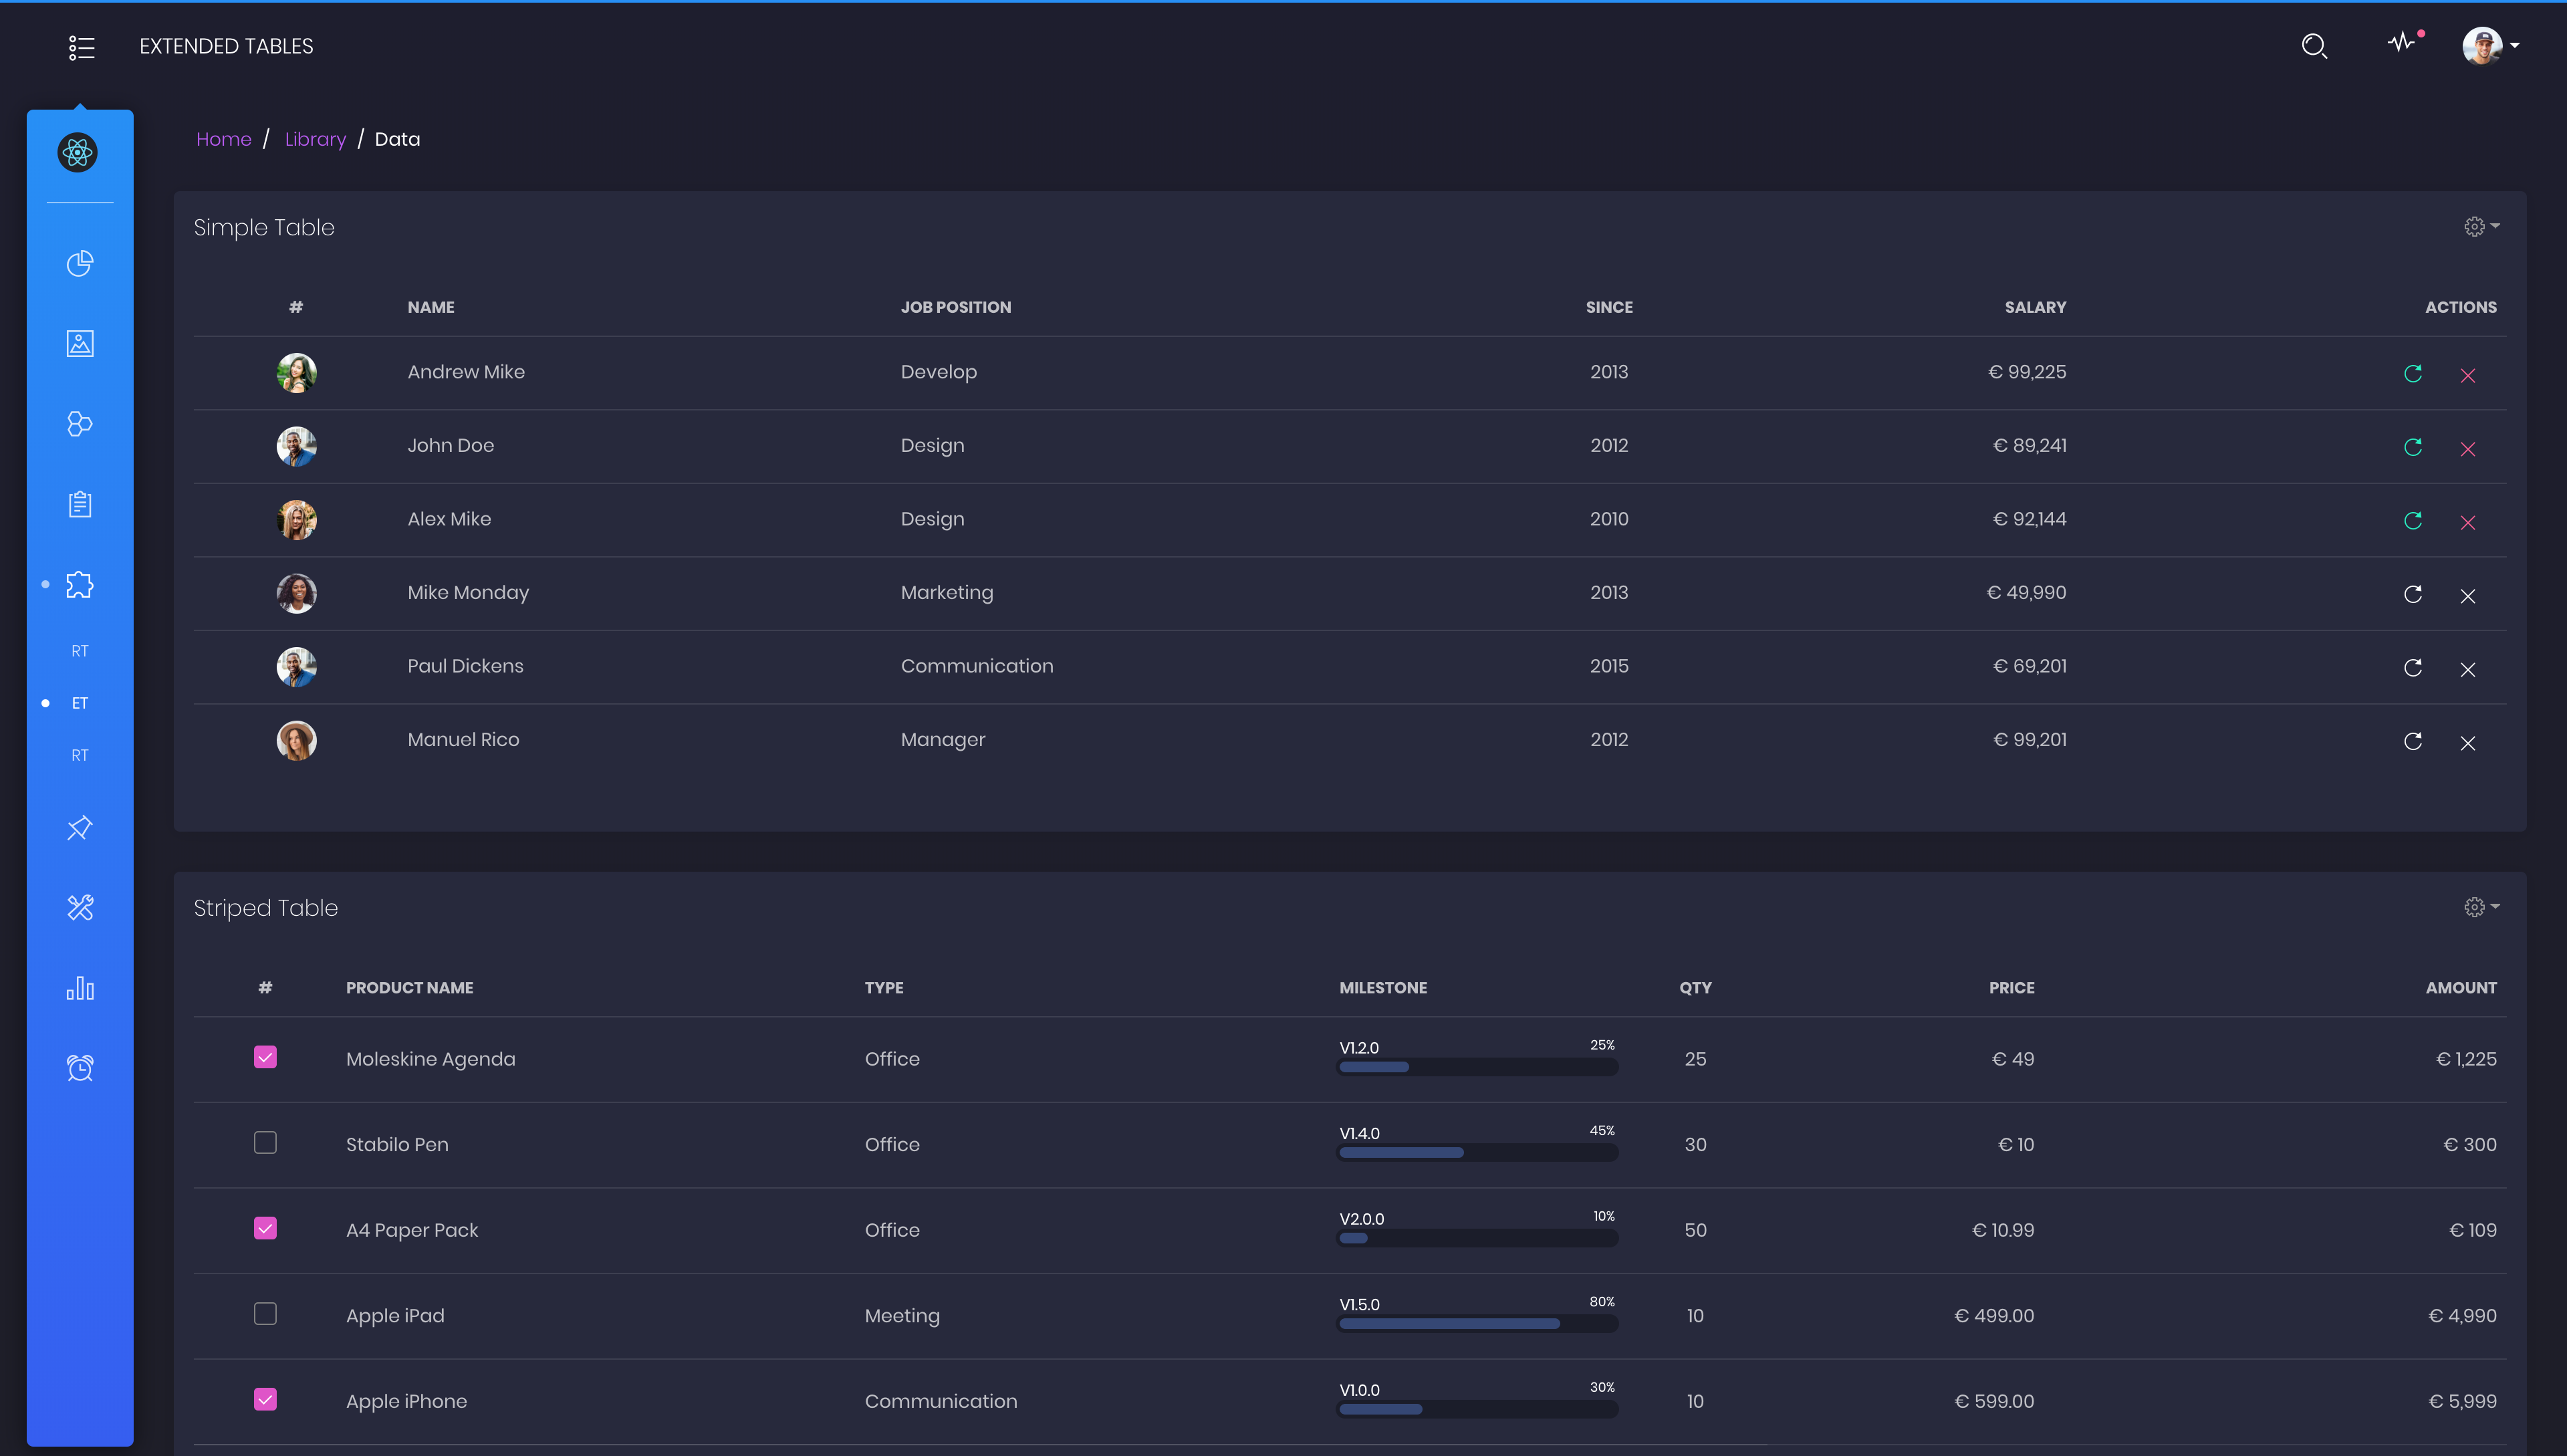 EXTENDED TABLES
Home / Library / Data
Simple Table
# NAME JOB POSITION SINCE SALARY ACTIONS
Andrew Mike Develop 2013 € 99,225
John Doe Design 2012 € 89,241
Alex Mike Design 2010 € 92,144
Mike Monday Marketing 2013 € 49,990
RT
Paul Dickens Communication 2015 € 69,201
ET
Manuel Rico Manager 2012 € 99,201
RT
Striped Table
# PRODUCT NAME TYPE MILESTONE QTY PRICE AMOUNT
V1.2.0 25%
Moleskine Agenda Office 25 € 49 € 1,225
V1.4.0 45%
Stabilo Pen Office 30 € 10 € 300
V2.0.0 10%
A4 Paper Pack Office 50 € 10.99 € 109
V1.5.0 80%
Apple iPad Meeting 10 € 499.00 € 4,990
V1.0.0 30%
Apple iPhone Communication 10 € 599.00 € 5,999